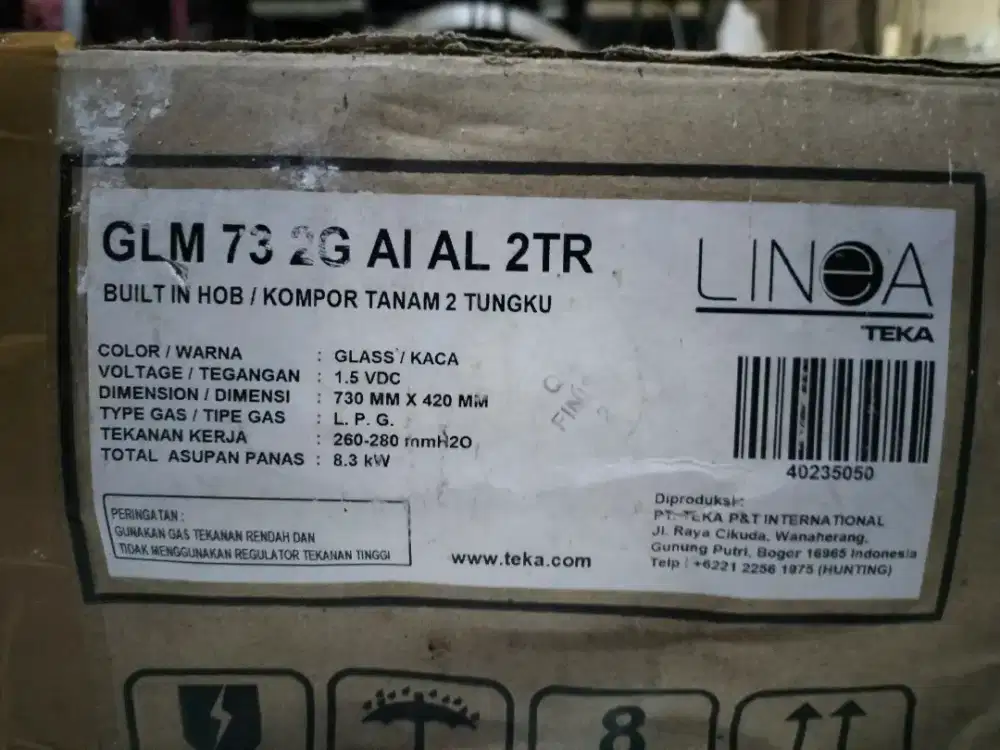 GLM 73 2G AI AL 2TR
BUILT IN HOB / KOMPOR TANAM 2 TUNGKU
LINEA
TEKA
COLOR / WARNA : GLASS / KACA
VOLTAGE / TEGANGAN : 1.5 VDC
DIMENSION / DIMENSI : 730 MM X 420 MM
TYPE GAS / TIPE GAS : L. P. G.
TEKANAN KERJA : 260-280 mmH2O
TOTAL ASUPAN PANAS : 8.3 kW
40235050
PERINGATAN :
GUNAKAN GAS TEKANAN RENDAH DAN
TIDAK MENGGUNAKAN REGULATOR TEKANAN TINGGI
www.teka.com
Diproduksi :
PT. TEKA P&T INTERNATIONAL
Jl. Raya Cikuda, Wanaherang,
Gunung Putri, Bogor 16965 Indonesia
Telp : +6221 2256 1975 (HUNTING)
8